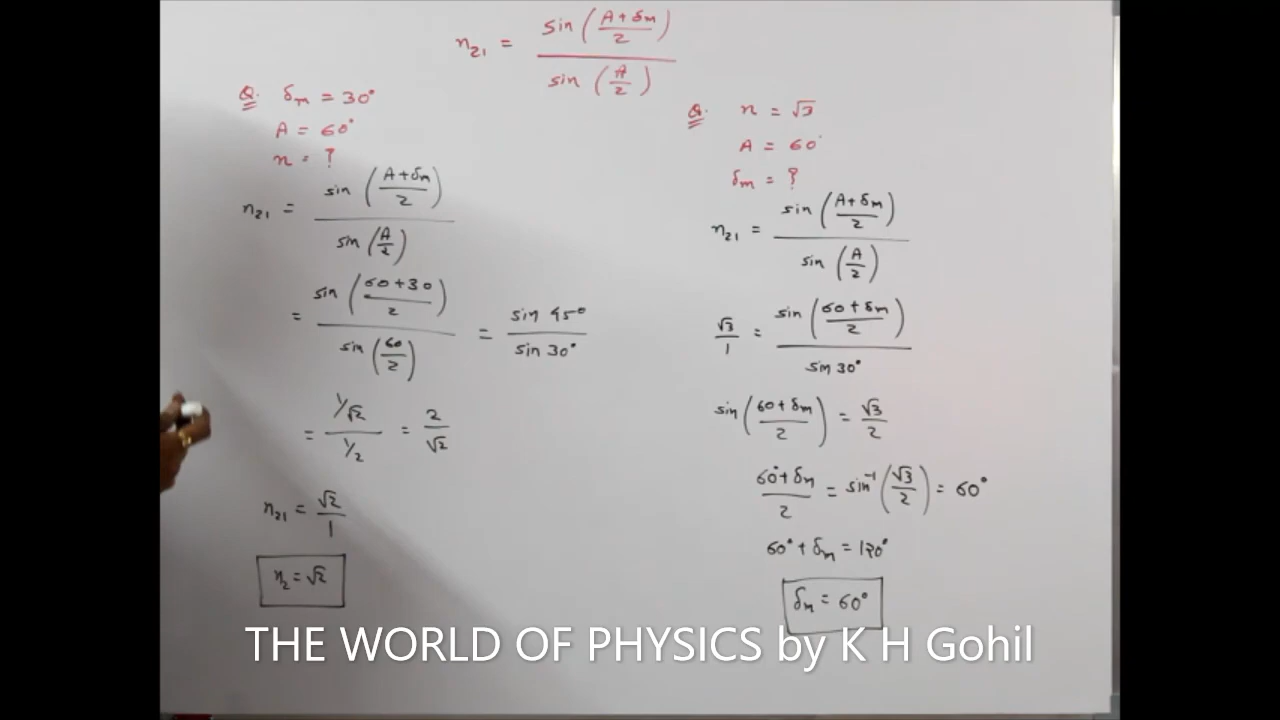 n₂₁ = sin((A + δm)/2) / sin(A/2)
Q. δm = 30°
A = 60°
n = ?
n₂₁ = sin((A + δm)/2) / sin(A/2)
= sin((60 + 30)/2) / sin(60/2) = sin 45° / sin 30°
= (1/√2) / (1/2) = 2/√2
n₂₁ = √2/1
n₂ = √2
Q. n = √3
A = 60°
δm = ?
n₂₁ = sin((A + δm)/2) / sin(A/2)
√3/1 = sin((60 + δm)/2) / sin 30°
sin((60 + δm)/2) = √3/2
(60° + δm)/2 = sin⁻¹(√3/2) = 60°
60° + δm = 120°
δm = 60°
THE WORLD OF PHYSICS by K H Gohil